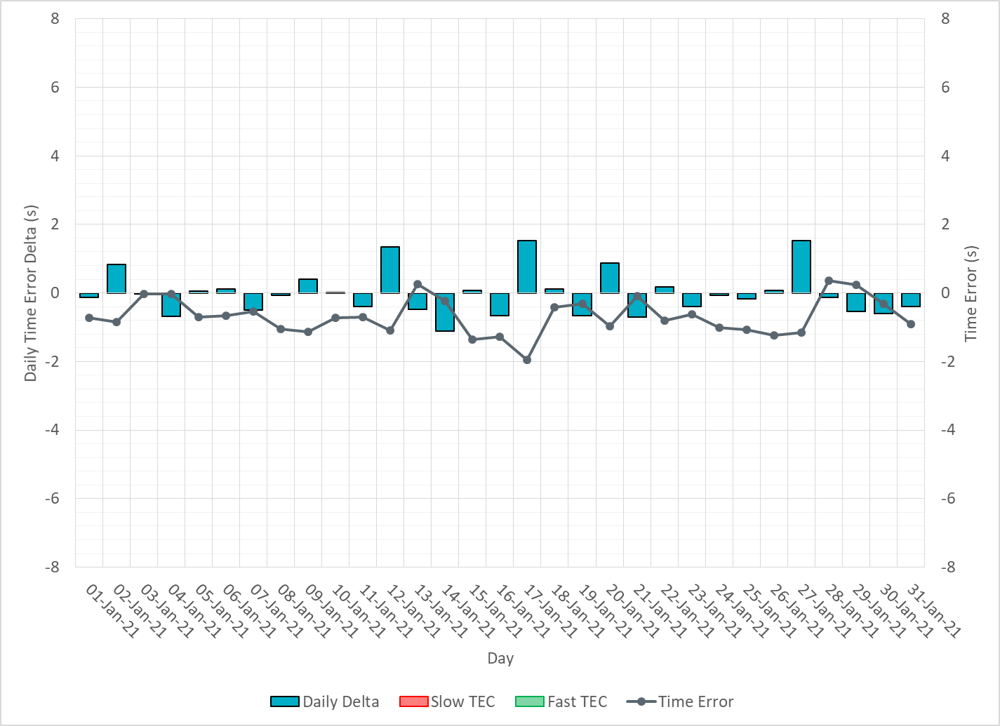 8
6
4
2
0
-2
-4
-6
-8
Daily Time Error Delta (s)
8
6
4
2
0
-2
-4
-6
-8
Time Error (s)
01-Jan-21
02-Jan-21
03-Jan-21
04-Jan-21
05-Jan-21
06-Jan-21
07-Jan-21
08-Jan-21
09-Jan-21
10-Jan-21
11-Jan-21
12-Jan-21
13-Jan-21
14-Jan-21
15-Jan-21
16-Jan-21
17-Jan-21
18-Jan-21
19-Jan-21
20-Jan-21
21-Jan-21
22-Jan-21
23-Jan-21
24-Jan-21
25-Jan-21
26-Jan-21
27-Jan-21
28-Jan-21
29-Jan-21
30-Jan-21
31-Jan-21
Day
Daily Delta Slow TEC Fast TEC Time Error